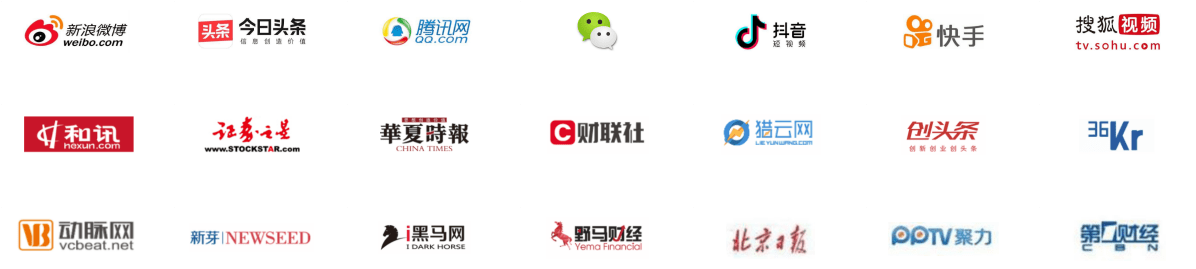 新浪微博
weibo.com
头条 今日头条
信息创造价值
腾讯网
QQ.com
抖音
短视频
快手
搜狐视频
tv.sohu.com
和讯
hexun.com
证券之星
www.STOCKSTAR.com
華夏時報
CHINA TIMES
C 财联社
猎云网
LIEYUNWANG.COM
创头条
创新创业创头条
36Kr
动脉网
vcbeat.net
新芽 NEWSEED
i黑马网
I DARK HORSE
野马财经
Yema Financial
北京日报
PPTV聚力
第一财经
CBN